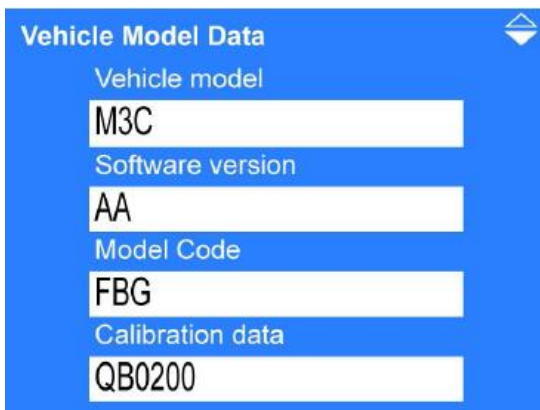 Vehicle Model Data
Vehicle model
M3C
Software version
AA
Model Code
FBG
Calibration data
QB0200